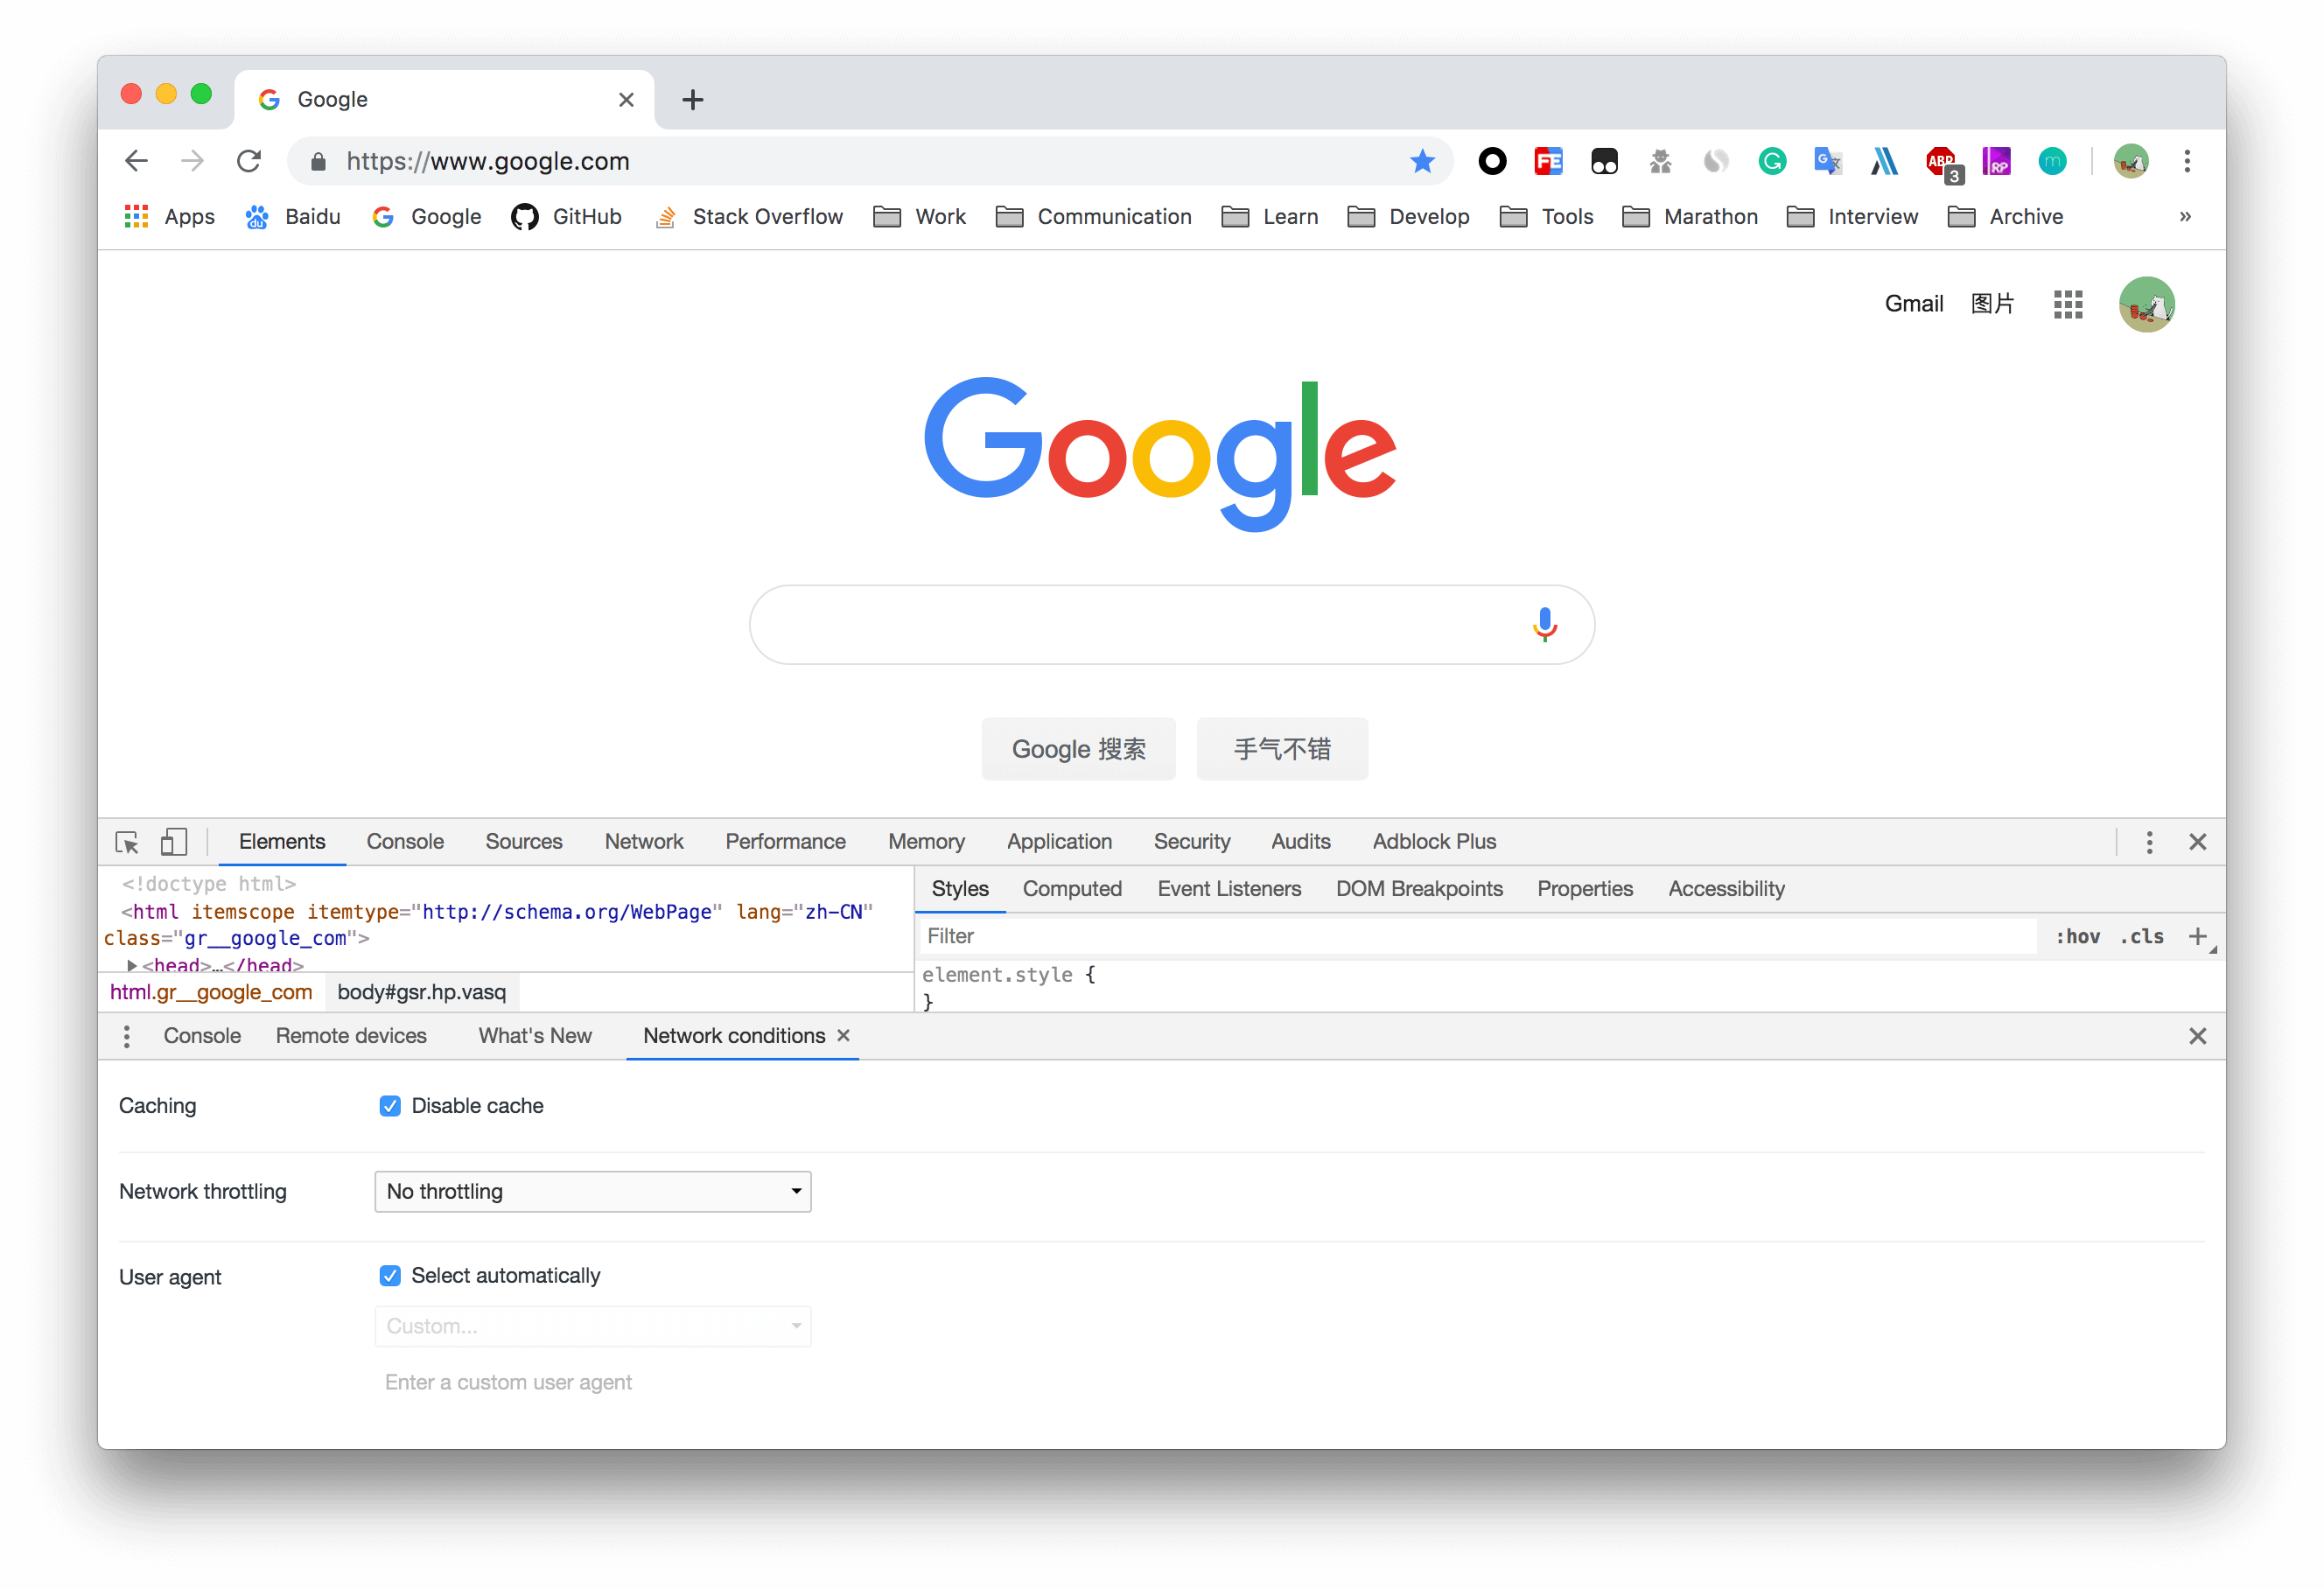 Google
https://www.google.com
FE
ABP
3
RP
m
Apps Baidu Google GitHub Stack Overflow Work Communication Learn Develop Tools Marathon Interview Archive »
Gmail 图片
Google
Google 搜索 手气不错
Elements Console Sources Network Performance Memory Application Security Audits Adblock Plus
<!doctype html>
<html itemscope itemtype="http://schema.org/WebPage" lang="zh-CN"
class="gr__google_com">
<head>…</head>
html.gr__google_com body#gsr.hp.vasq
Styles Computed Event Listeners DOM Breakpoints Properties Accessibility
Filter :hov .cls +
element.style {
}
Console Remote devices What's New Network conditions
Caching Disable cache
Network throttling No throttling
User agent Select automatically
Custom...
Enter a custom user agent